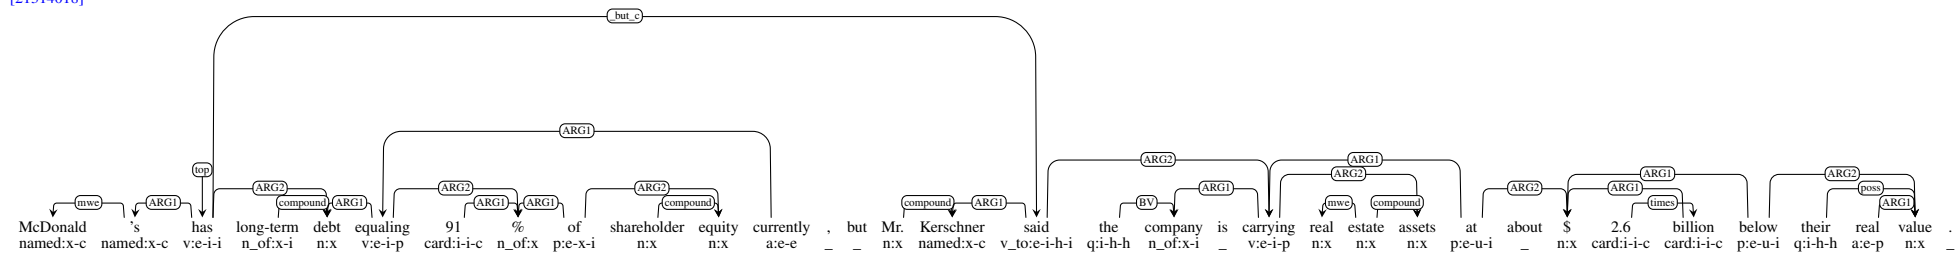 [21514018]
_but_c
ARG1
top
ARG2 ARG1 ARG1 ARG2
ARG2 ARG2 ARG2 ARG2 ARG1 ARG1 poss
mwe ARG1 compound ARG1 ARG1 ARG1 compound compound ARG1 BV ARG1 mwe compound times ARG1
McDonald 's has long-term debt equaling 91 % of shareholder equity currently , but Mr. Kerschner said the company is carrying real estate assets at about $ 2.6 billion below their real value .
named:x-c named:x-c v:e-i-i n_of:x-i n:x v:e-i-p card:i-i-c n_of:x p:e-x-i n:x n:x a:e-e _ _ n:x named:x-c v_to:e-i-h-i q:i-h-h n_of:x-i _ v:e-i-p n:x n:x n:x p:e-u-i _ n:x card:i-i-c card:i-i-c p:e-u-i q:i-h-h a:e-p n:x _